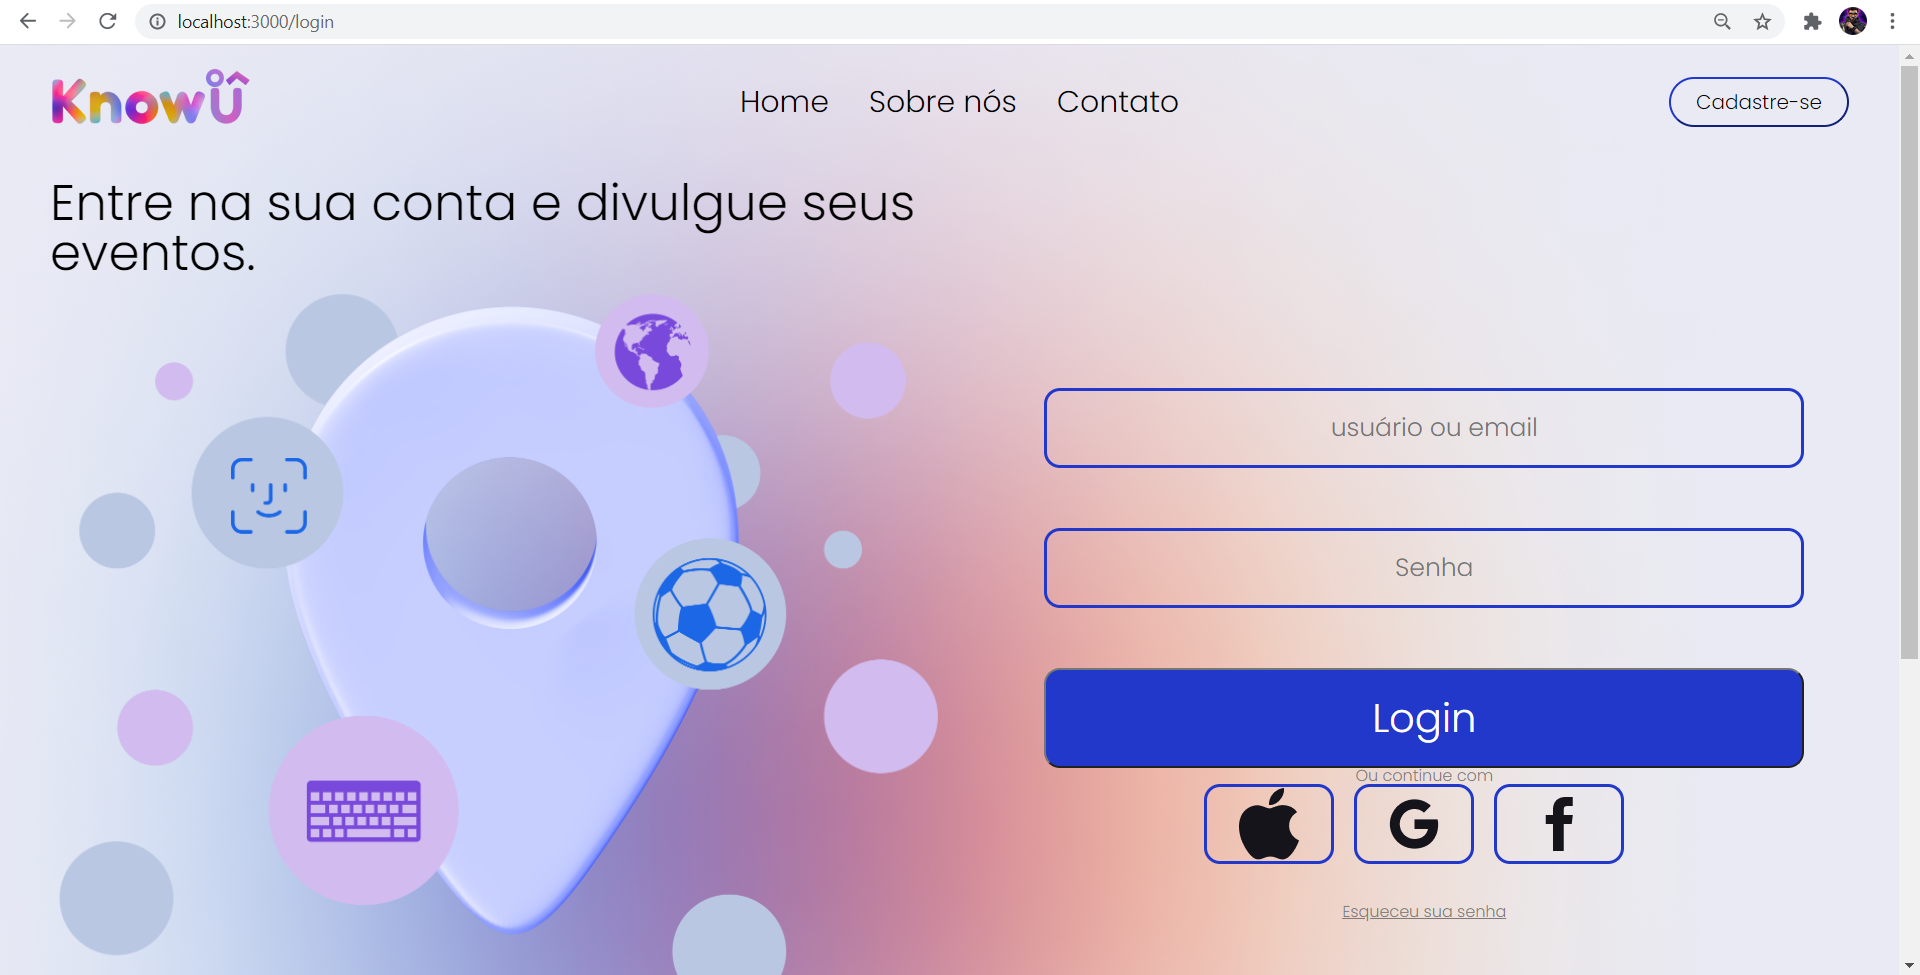 localhost:3000/login
KnowÛ
Home
Sobre nós
Contato
Cadastre-se
Entre na sua conta e divulgue seus
eventos.
usuário ou email
Senha
Login
Ou continue com
G
f
Esqueceu sua senha